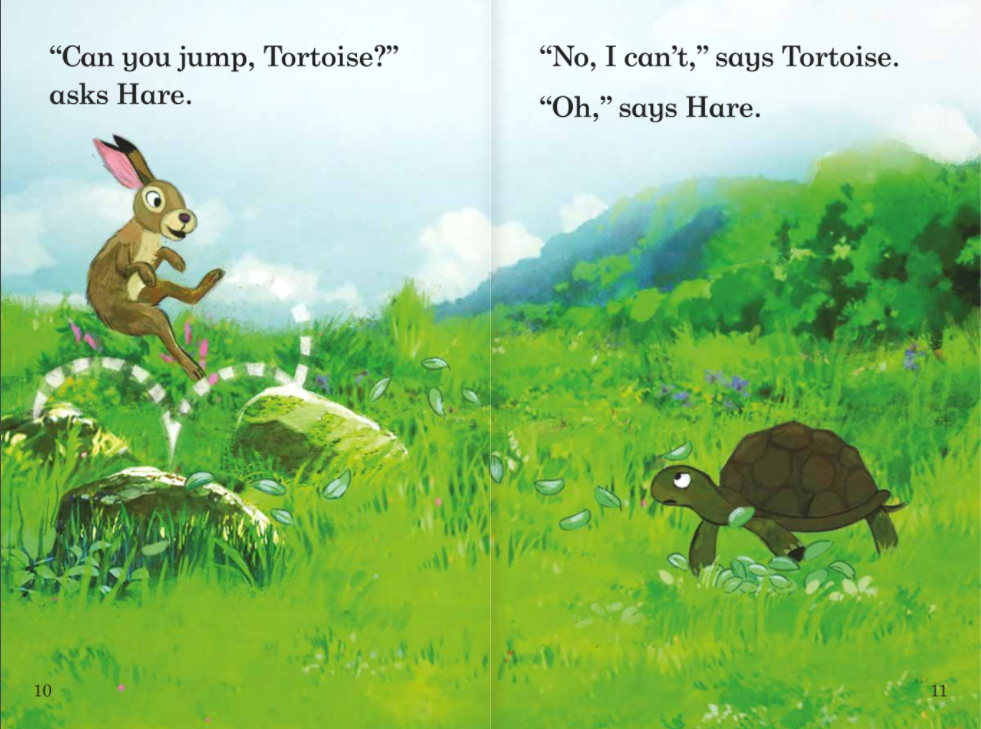 “Can you jump, Tortoise?”
asks Hare.
10
“No, I can’t,” says Tortoise.
“Oh,” says Hare.
11